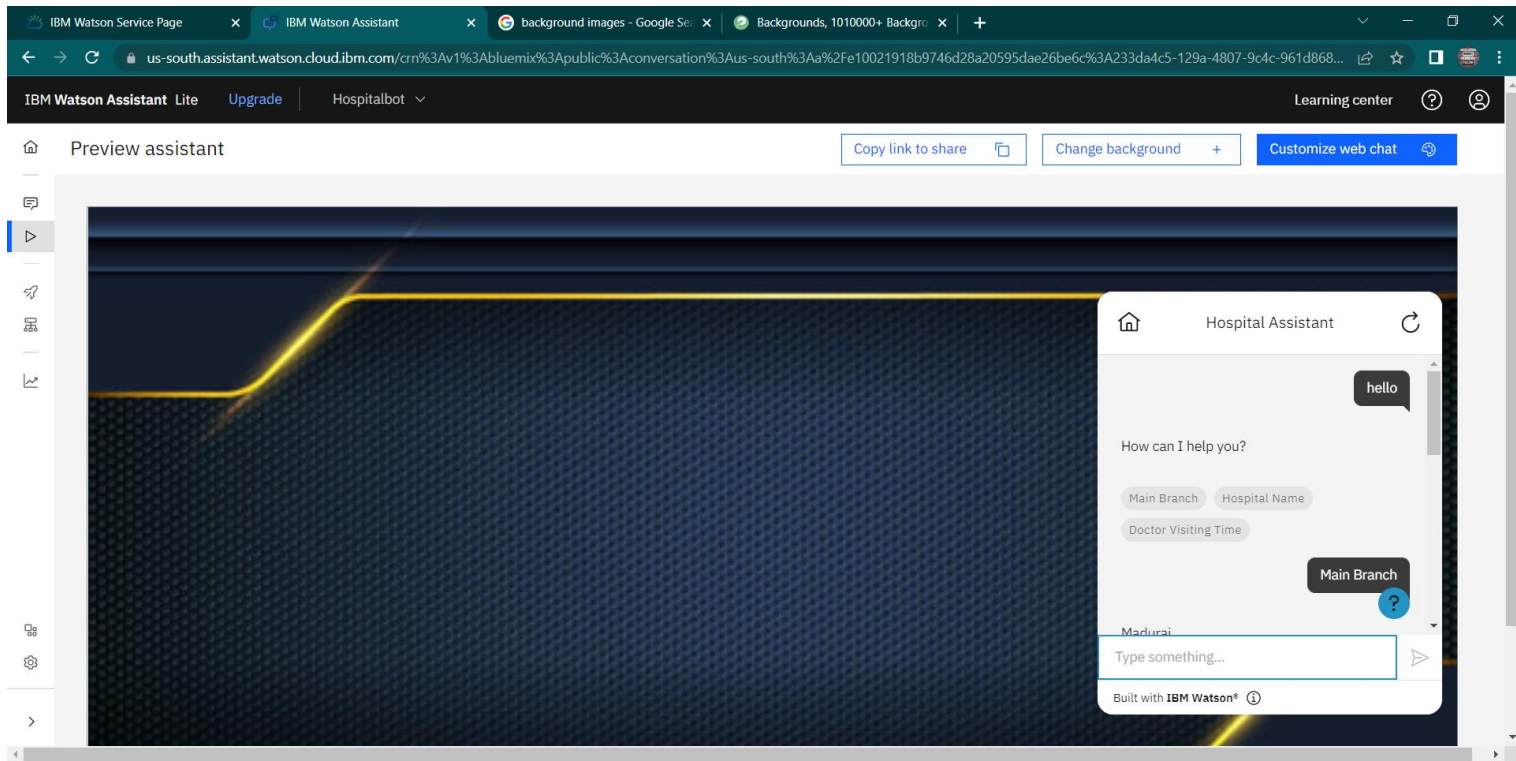 IBM Watson Service Page
IBM Watson Assistant
background images - Google Sea
Backgrounds, 1010000+ Backgro
us-south.assistant.watson.cloud.ibm.com/crn%3Av1%3Abluemix%3Apublic%3Aconversation%3Aus-south%3Aa%2Fe10021918b9746d28a20595dae26be6c%3A233da4c5-129a-4807-9c4c-961d868...
IBM Watson Assistant Lite Upgrade Hospitalbot Learning center
Preview assistant
Copy link to share
Change background +
Customize web chat
Hospital Assistant
hello
How can I help you?
Main Branch Hospital Name
Doctor Visiting Time
Main Branch
?
Madurai
Type something...
Built with IBM Watson®